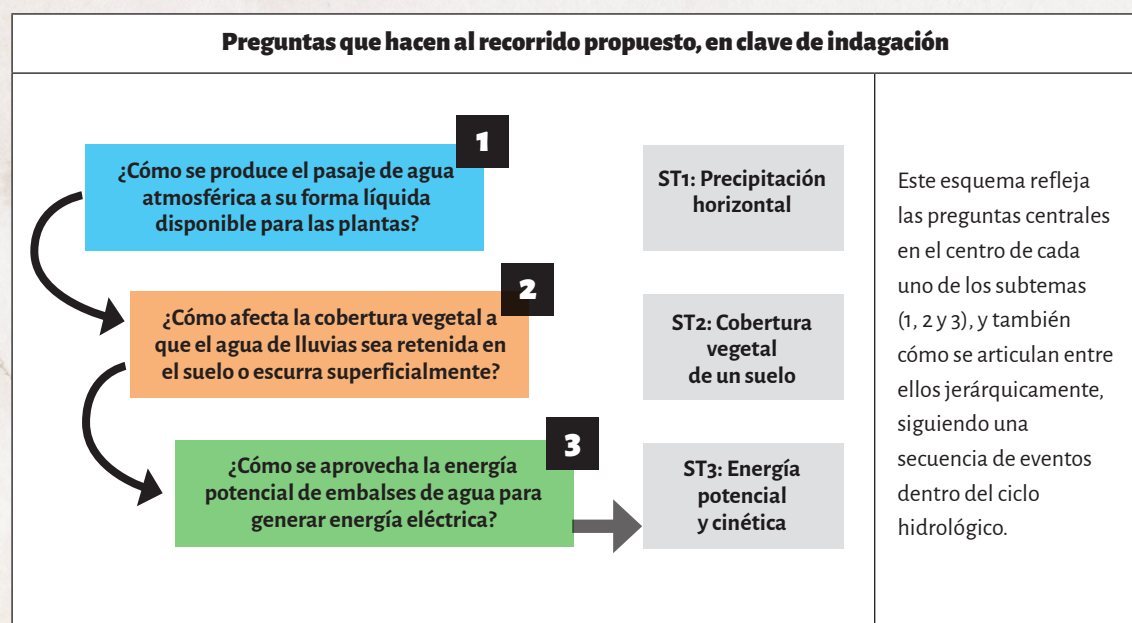 Preguntas que hacen al recorrido propuesto, en clave de indagación
1
¿Cómo se produce el pasaje de agua
atmosférica a su forma líquida
disponible para las plantas?
ST1: Precipitación
horizontal
2
¿Cómo afecta la cobertura vegetal a
que el agua de lluvias sea retenida en
el suelo o escurra superficialmente?
ST2: Cobertura
vegetal
de un suelo
3
¿Cómo se aprovecha la energía
potencial de embalses de agua para
generar energía eléctrica?
ST3: Energía
potencial
y cinética
Este esquema refleja
las preguntas centrales
en el centro de cada
uno de los subtemas
(1, 2 y 3), y también
cómo se articulan entre
ellos jerárquicamente,
siguiendo una
secuencia de eventos
dentro del ciclo
hidrológico.